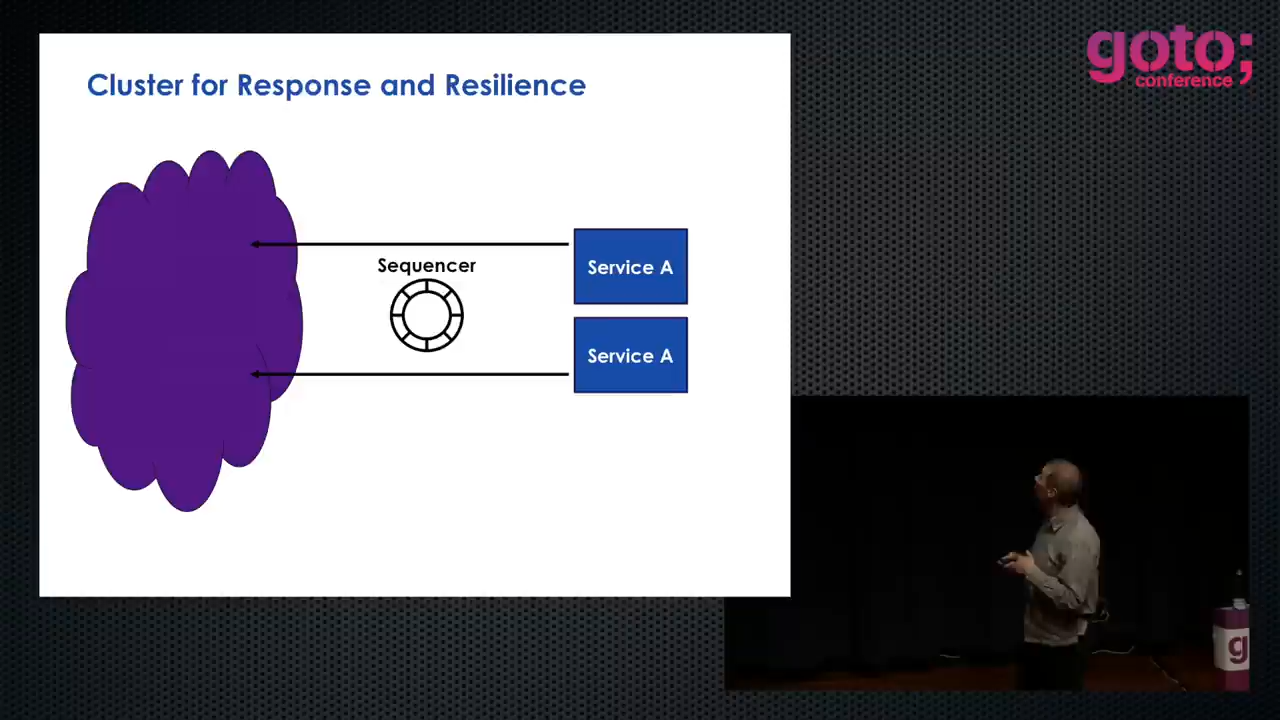 goto;
conference
Cluster for Response and Resilience
Sequencer
Service A
Service A
g